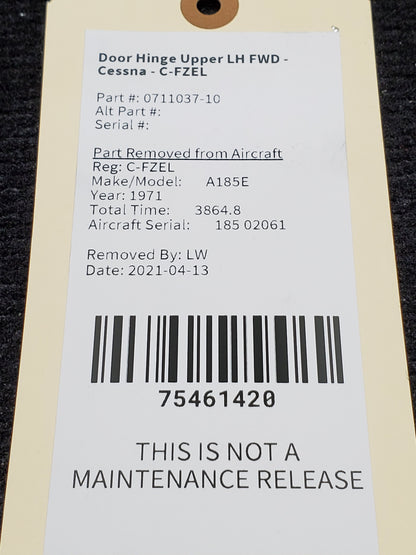 Door Hinge Upper LH FWD -
Cessna - C-FZEL
Part #: 0711037-10
Alt Part #:
Serial #:
Part Removed from Aircraft
Reg: C-FZEL
Make/Model: A185E
Year: 1971
Total Time: 3864.8
Aircraft Serial: 185 02061
Removed By: LW
Date: 2021-04-13
75461420
THIS IS NOT A
MAINTENANCE RELEASE